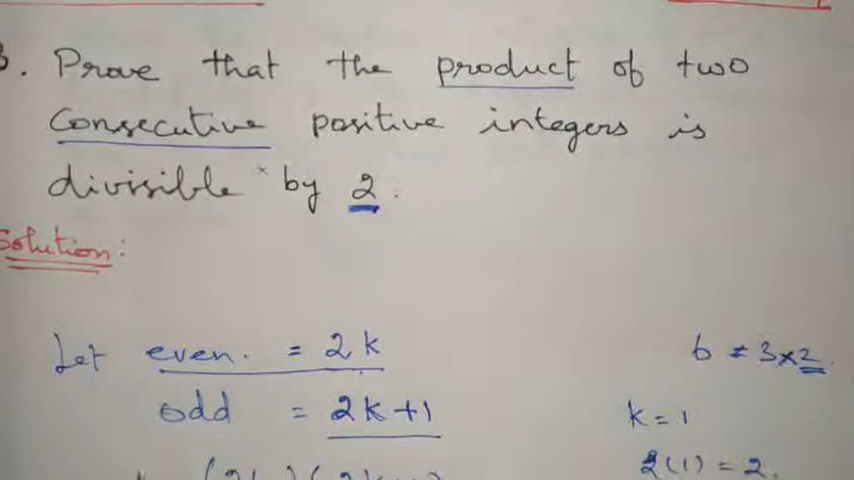 3. Prove that the product of two
Consecutive positive integers is
divisible by 2.
Solution:
Let even. = 2k
odd = 2k+1
6 = 3×2.
k = 1
2(1) = 2.